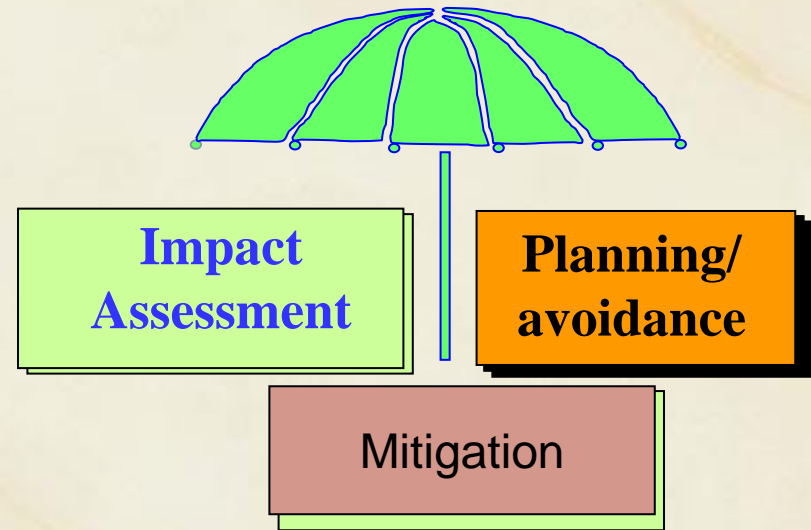 Impact
Assessment
Planning/
avoidance
Mitigation